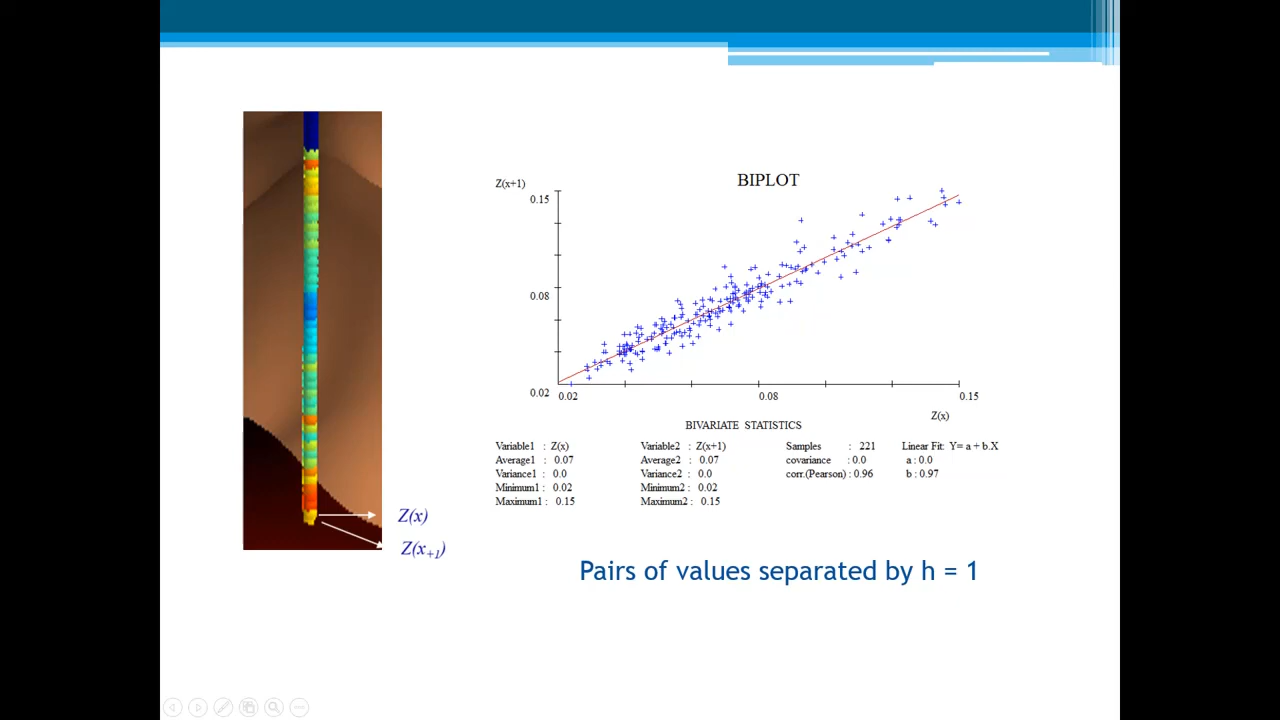 Z(x)
Z(x+1)
BIPLOT
Z(x+1)
0.15
0.08
0.02
0.02 0.08 0.15
Z(x)
BIVARIATE STATISTICS
Variable1 : Z(x) Variable2 : Z(x+1) Samples : 221 Linear Fit: Y= a + b.X
Average1 : 0.07 Average2 : 0.07 covariance : 0.0 a : 0.0
Variance1 : 0.0 Variance2 : 0.0 corr.(Pearson) : 0.96 b : 0.97
Minimum1 : 0.02 Minimum2 : 0.02
Maximum1 : 0.15 Maximum2 : 0.15
Pairs of values separated by h = 1